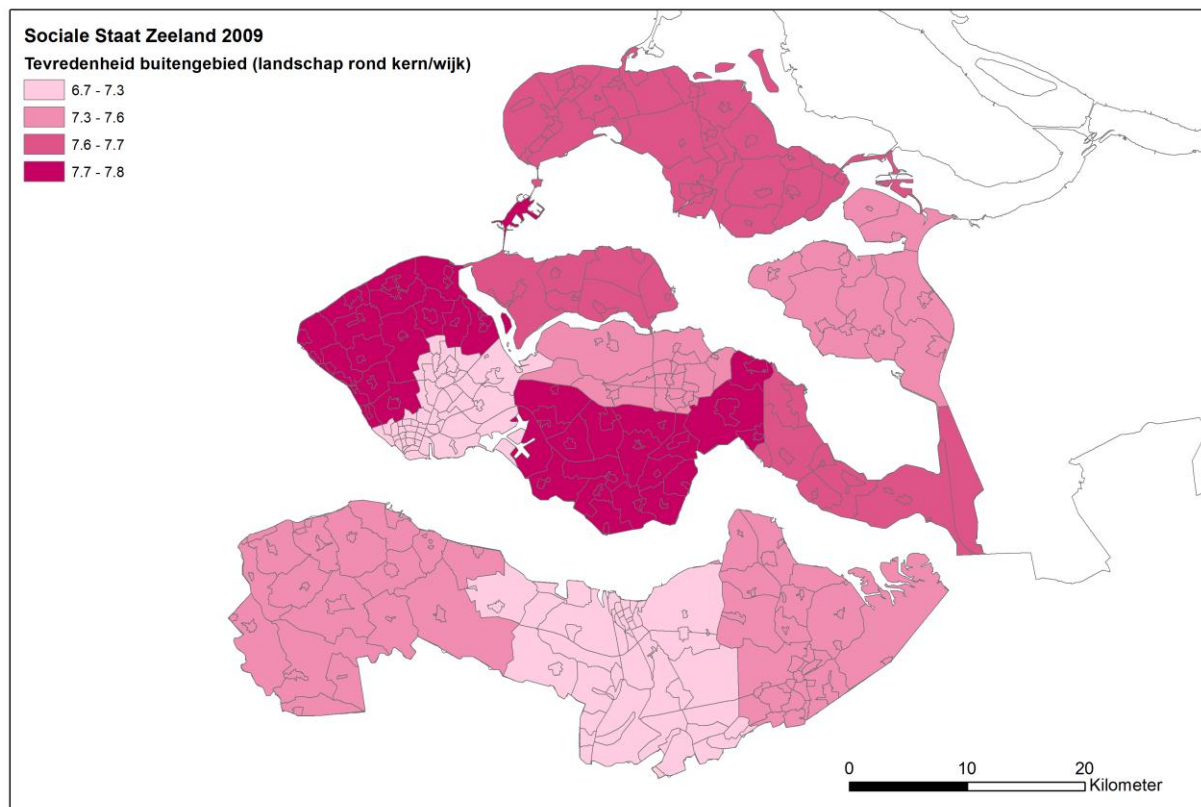 Sociale Staat Zeeland 2009
Tevredenheid buitengebied (landschap rond kern/wijk)
6.7 - 7.3
7.3 - 7.6
7.6 - 7.7
7.7 - 7.8
0 10 20
Kilometer